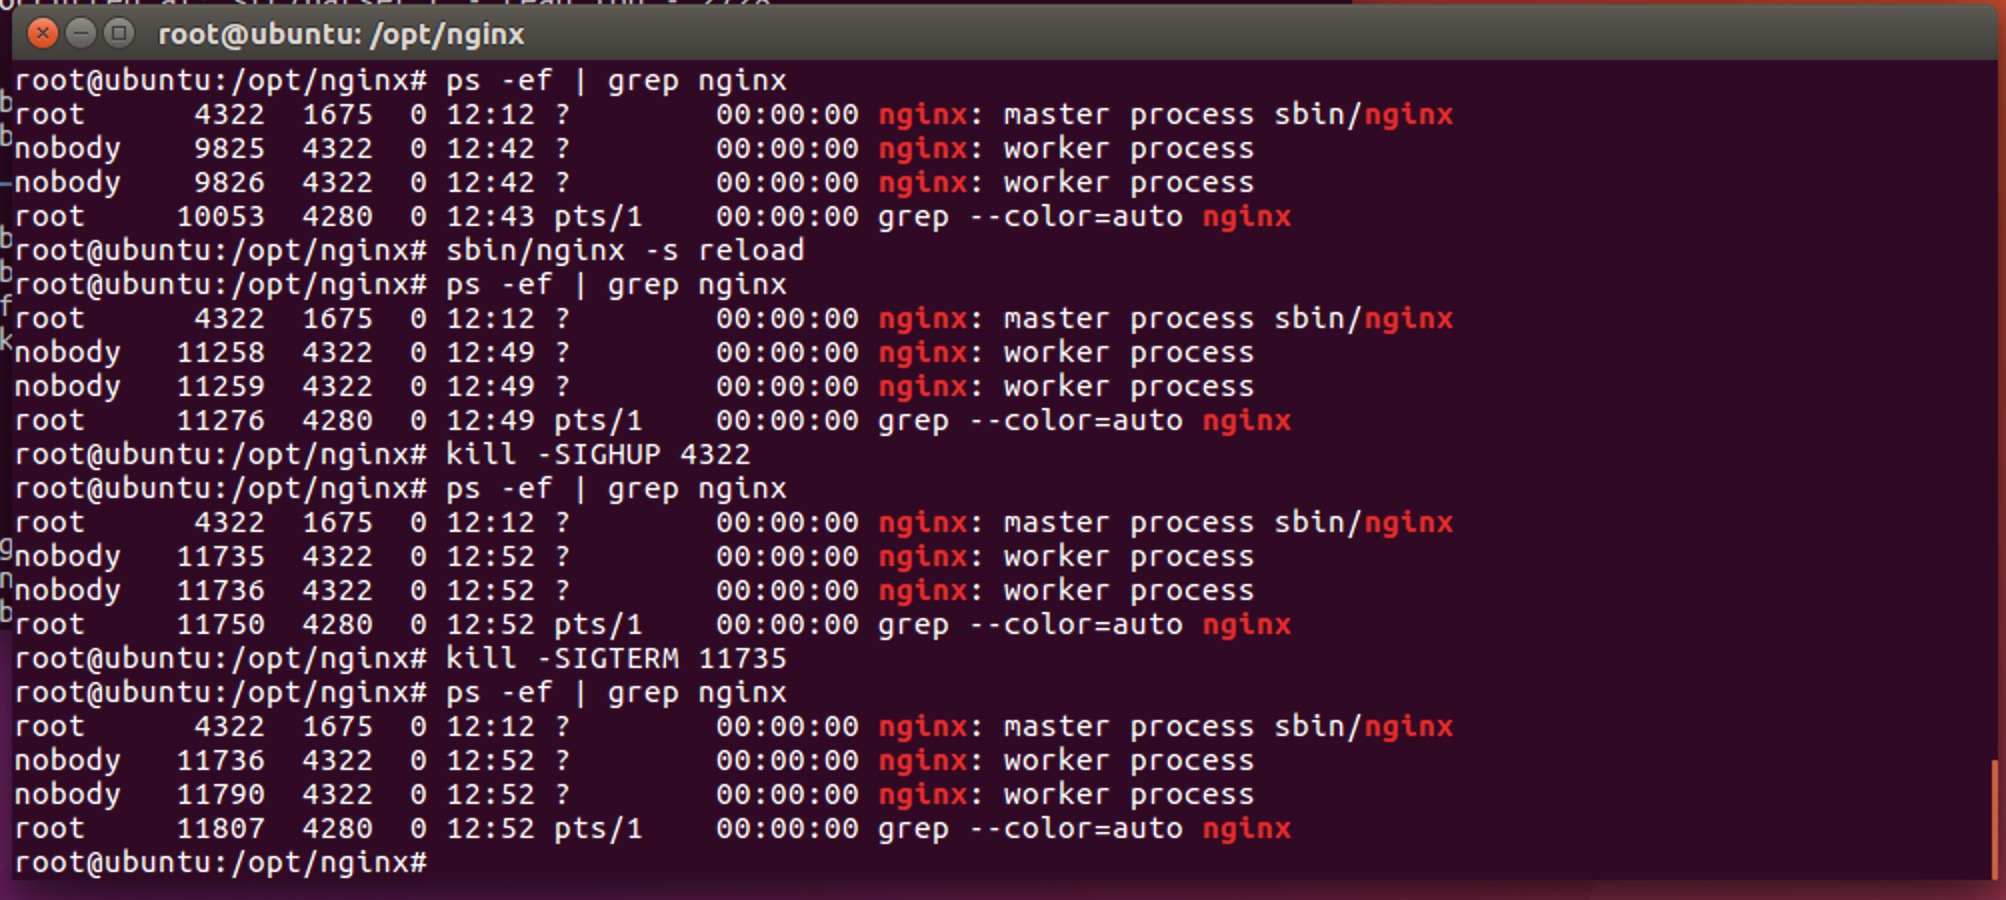 root@ubuntu: /opt/nginx
root@ubuntu:/opt/nginx# ps -ef | grep nginx
root      4322  1675  0 12:12 ?        00:00:00 nginx: master process sbin/nginx
nobody    9825  4322  0 12:42 ?        00:00:00 nginx: worker process
nobody    9826  4322  0 12:42 ?        00:00:00 nginx: worker process
root     10053  4280  0 12:43 pts/1    00:00:00 grep --color=auto nginx
root@ubuntu:/opt/nginx# sbin/nginx -s reload
root@ubuntu:/opt/nginx# ps -ef | grep nginx
root      4322  1675  0 12:12 ?        00:00:00 nginx: master process sbin/nginx
nobody   11258  4322  0 12:49 ?        00:00:00 nginx: worker process
nobody   11259  4322  0 12:49 ?        00:00:00 nginx: worker process
root     11276  4280  0 12:49 pts/1    00:00:00 grep --color=auto nginx
root@ubuntu:/opt/nginx# kill -SIGHUP 4322
root@ubuntu:/opt/nginx# ps -ef | grep nginx
root      4322  1675  0 12:12 ?        00:00:00 nginx: master process sbin/nginx
nobody   11735  4322  0 12:52 ?        00:00:00 nginx: worker process
nobody   11736  4322  0 12:52 ?        00:00:00 nginx: worker process
root     11750  4280  0 12:52 pts/1    00:00:00 grep --color=auto nginx
root@ubuntu:/opt/nginx# kill -SIGTERM 11735
root@ubuntu:/opt/nginx# ps -ef | grep nginx
root      4322  1675  0 12:12 ?        00:00:00 nginx: master process sbin/nginx
nobody   11736  4322  0 12:52 ?        00:00:00 nginx: worker process
nobody   11790  4322  0 12:52 ?        00:00:00 nginx: worker process
root     11807  4280  0 12:52 pts/1    00:00:00 grep --color=auto nginx
root@ubuntu:/opt/nginx#